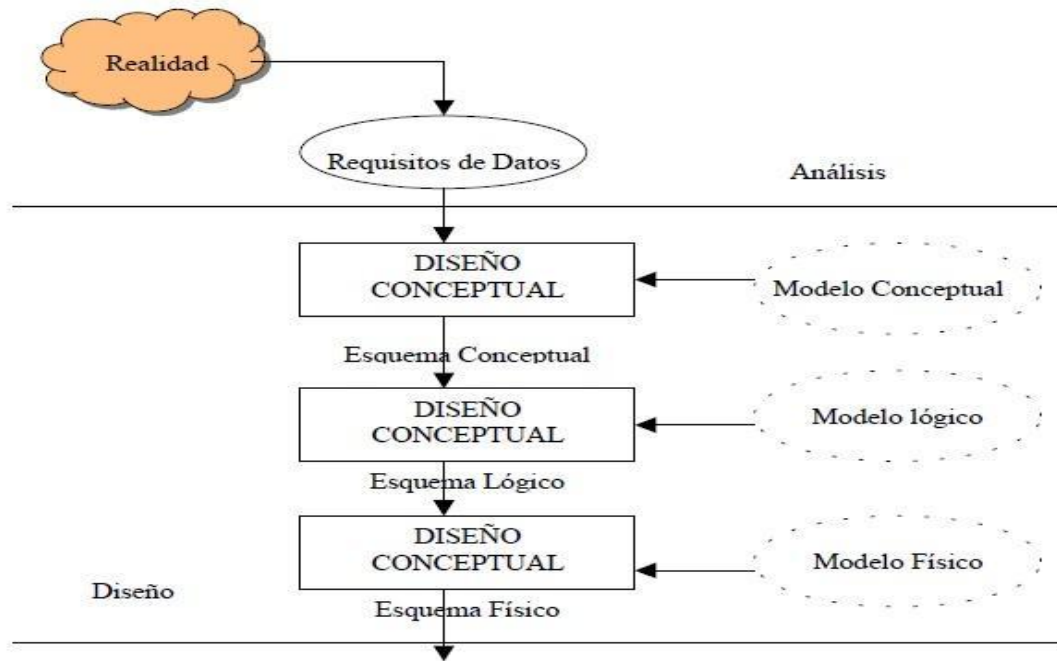 Realidad
Requisitos de Datos
Análisis
DISEÑO
CONCEPTUAL
Modelo Conceptual
Esquema Conceptual
DISEÑO
CONCEPTUAL
Modelo lógico
Esquema Lógico
DISEÑO
CONCEPTUAL
Modelo Físico
Diseño
Esquema Físico